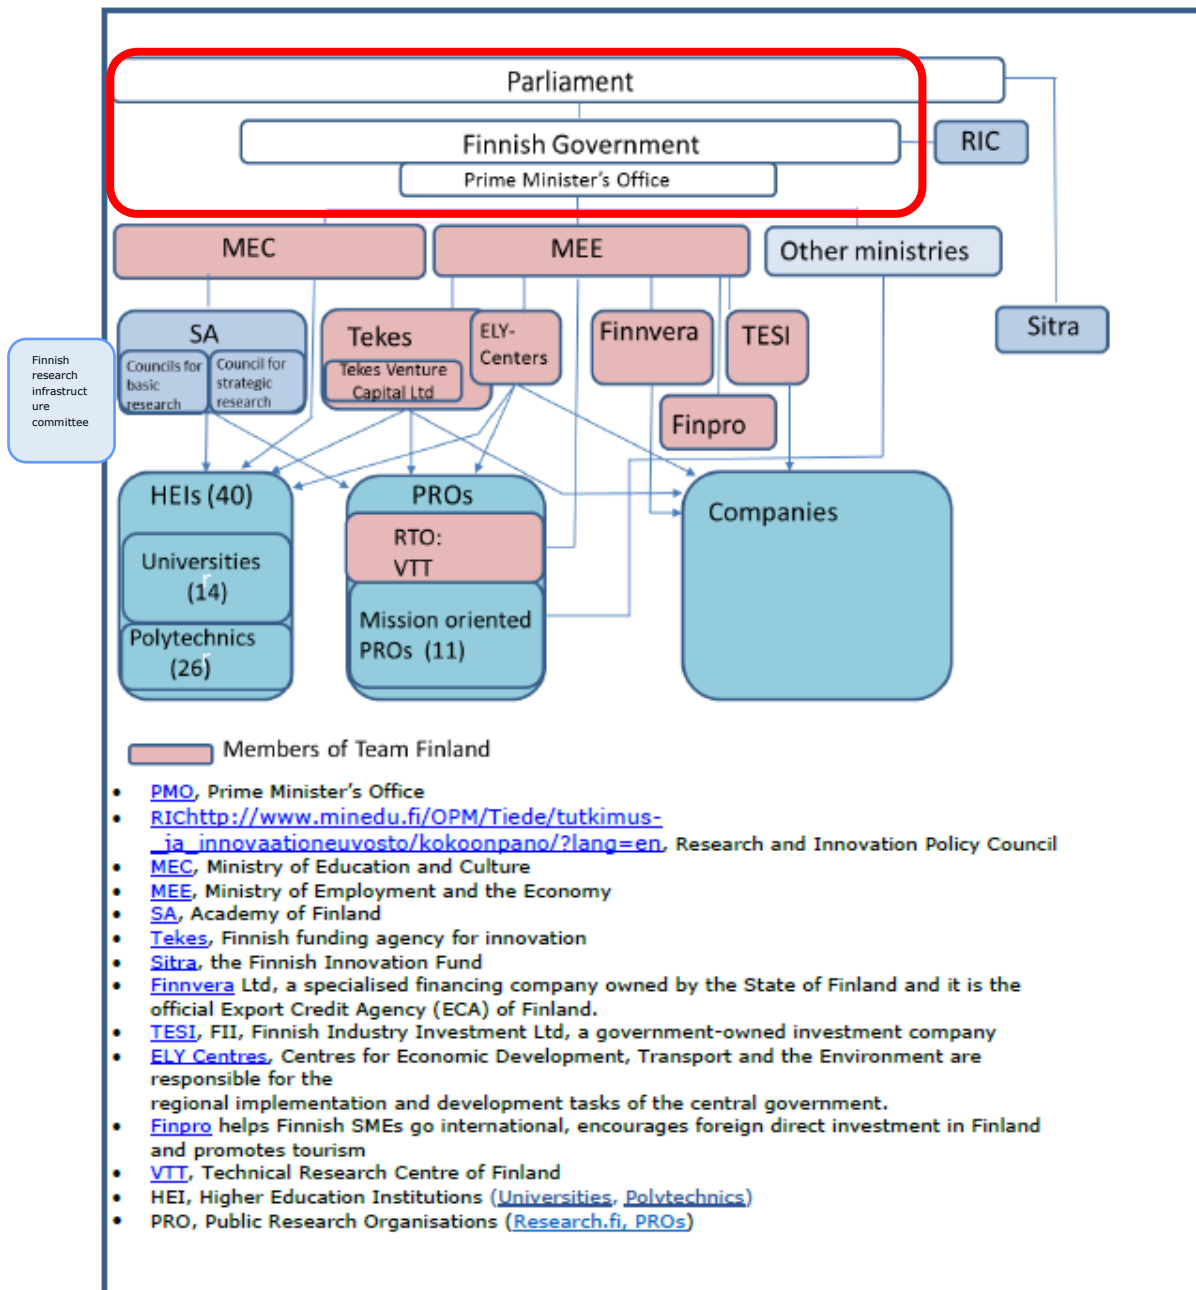 Parliament
Finnish Government
RIC
Prime Minister's Office
MEC
MEE
Other ministries
SA
Councils for
basic
research
Council for
strategic
research
Tekes
Tekes Venture
Capital Ltd
ELY-
Centers
Finnvera
TESI
Sitra
Finpro
Finnish
research
infrastruct
ure
committee
HEIs (40)
Universities
(14)
Polytechnics
(26)
PROs
RTO:
VTT
Mission oriented
PROs (11)
Companies
Members of Team Finland
• PMO, Prime Minister's Office
• RIChttp://www.minedu.fi/OPM/Tiede/tutkimus-
_ja_innovaationeuvosto/kokoonpano/?lang=en, Research and Innovation Policy Council
• MEC, Ministry of Education and Culture
• MEE, Ministry of Employment and the Economy
• SA, Academy of Finland
• Tekes, Finnish funding agency for innovation
• Sitra, the Finnish Innovation Fund
• Finnvera Ltd, a specialised financing company owned by the State of Finland and it is the
official Export Credit Agency (ECA) of Finland.
• TESI, FII, Finnish Industry Investment Ltd, a government-owned investment company
• ELY Centres, Centres for Economic Development, Transport and the Environment are
responsible for the
regional implementation and development tasks of the central government.
• Finpro helps Finnish SMEs go international, encourages foreign direct investment in Finland
and promotes tourism
• VTT, Technical Research Centre of Finland
• HEI, Higher Education Institutions (Universities, Polytechnics)
• PRO, Public Research Organisations (Research.fi, PROs)